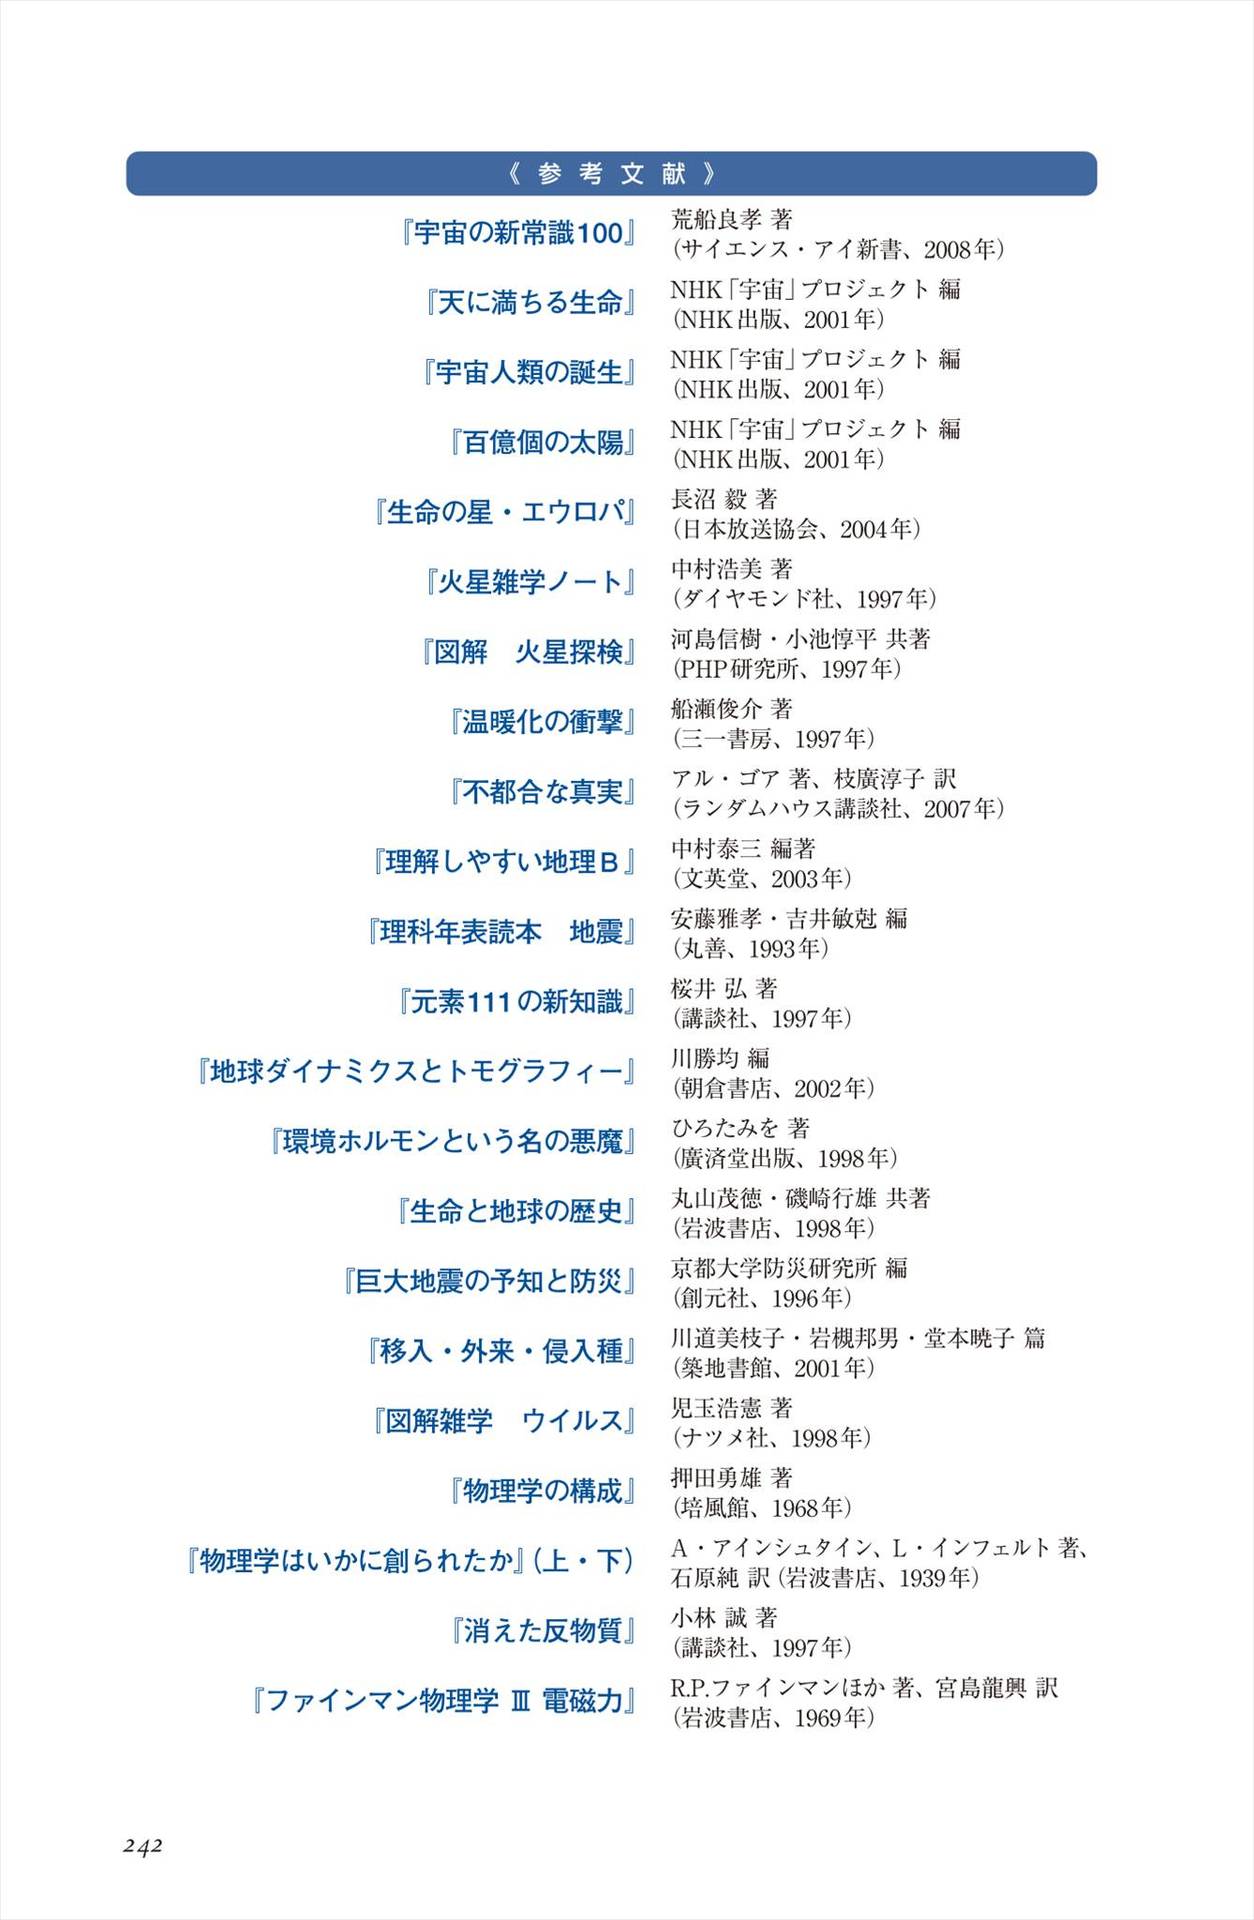 《参考文献》
『宇宙の新常識100』
荒船良孝 著
（サイエンス・アイ新書、2008年）
『天に満ちる生命』
NHK「宇宙」プロジェクト 編
（NHK出版、2001年）
『宇宙人類の誕生』
NHK「宇宙」プロジェクト 編
（NHK出版、2001年）
『百億個の太陽』
NHK「宇宙」プロジェクト 編
（NHK出版、2001年）
『生命の星・エウロパ』
長沼 毅 著
（日本放送協会、2004年）
『火星雑学ノート』
中村浩美 著
（ダイヤモンド社、1997年）
『図解　火星探検』
河島信樹・小池惇平 共著
（PHP研究所、1997年）
『温暖化の衝撃』
船瀬俊介 著
（三一書房、1997年）
『不都合な真実』
アル・ゴア 著、枝廣淳子 訳
（ランダムハウス講談社、2007年）
『理解しやすい地理B』
中村泰三 編著
（文英堂、2003年）
『理科年表読本　地震』
安藤雅孝・吉井敏尅 編
（丸善、1993年）
『元素111の新知識』
桜井 弘 著
（講談社、1997年）
『地球ダイナミクスとトモグラフィー』
川勝均 編
（朝倉書店、2002年）
『環境ホルモンという名の悪魔』
ひろたみを 著
（廣済堂出版、1998年）
『生命と地球の歴史』
丸山茂徳・磯崎行雄 共著
（岩波書店、1998年）
『巨大地震の予知と防災』
京都大学防災研究所 編
（創元社、1996年）
『移入・外来・侵入種』
川道美枝子・岩槻邦男・堂本暁子 篇
（築地書館、2001年）
『図解雑学　ウイルス』
児玉浩憲 著
（ナツメ社、1998年）
『物理学の構成』
押田勇雄 著
（培風館、1968年）
『物理学はいかに創られたか』（上・下）
A・アインシュタイン、L・インフェルト 著、
石原純 訳（岩波書店、1939年）
『消えた反物質』
小林 誠 著
（講談社、1997年）
『ファインマン物理学 Ⅲ 電磁力』
R.P.ファインマンほか 著、宮島龍興 訳
（岩波書店、1969年）
242